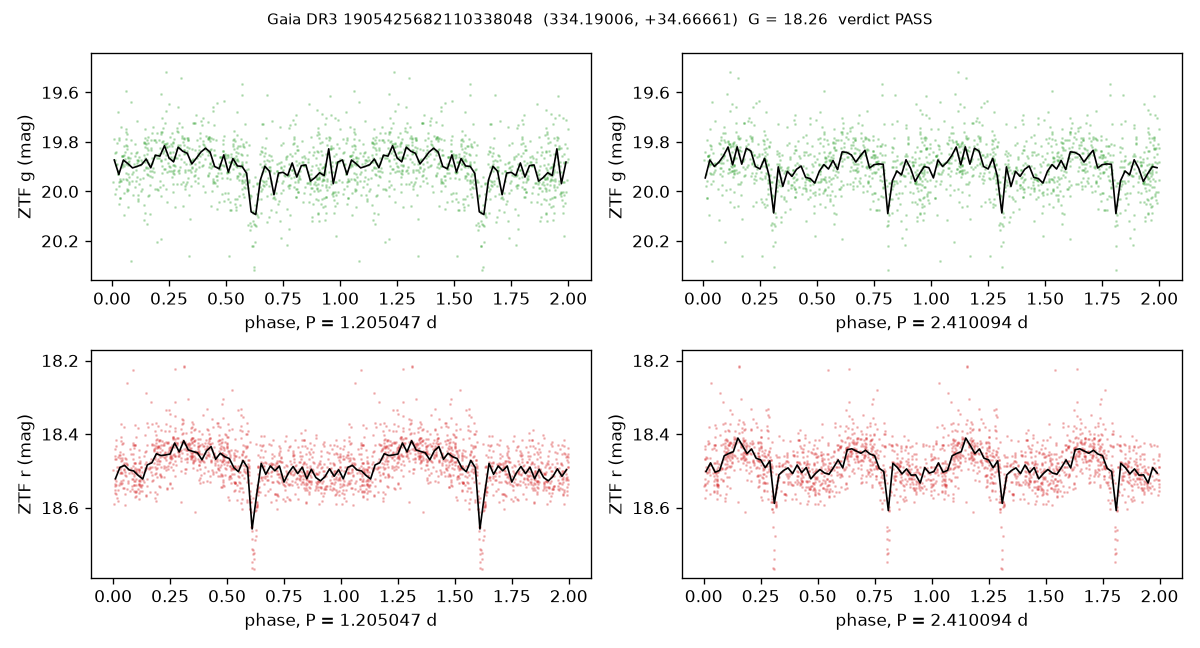 Gaia DR3 1905425682110338048 (334.19006, +34.66661) G = 18.26 verdict PASS
ZTF g (mag)
19.6
19.8
20.0
20.2
0.00 0.25 0.50 0.75 1.00 1.25 1.50 1.75 2.00
phase, P = 1.205047 d
ZTF g (mag)
19.6
19.8
20.0
20.2
0.00 0.25 0.50 0.75 1.00 1.25 1.50 1.75 2.00
phase, P = 2.410094 d
ZTF r (mag)
18.2
18.4
18.6
0.00 0.25 0.50 0.75 1.00 1.25 1.50 1.75 2.00
phase, P = 1.205047 d
ZTF r (mag)
18.2
18.4
18.6
0.00 0.25 0.50 0.75 1.00 1.25 1.50 1.75 2.00
phase, P = 2.410094 d